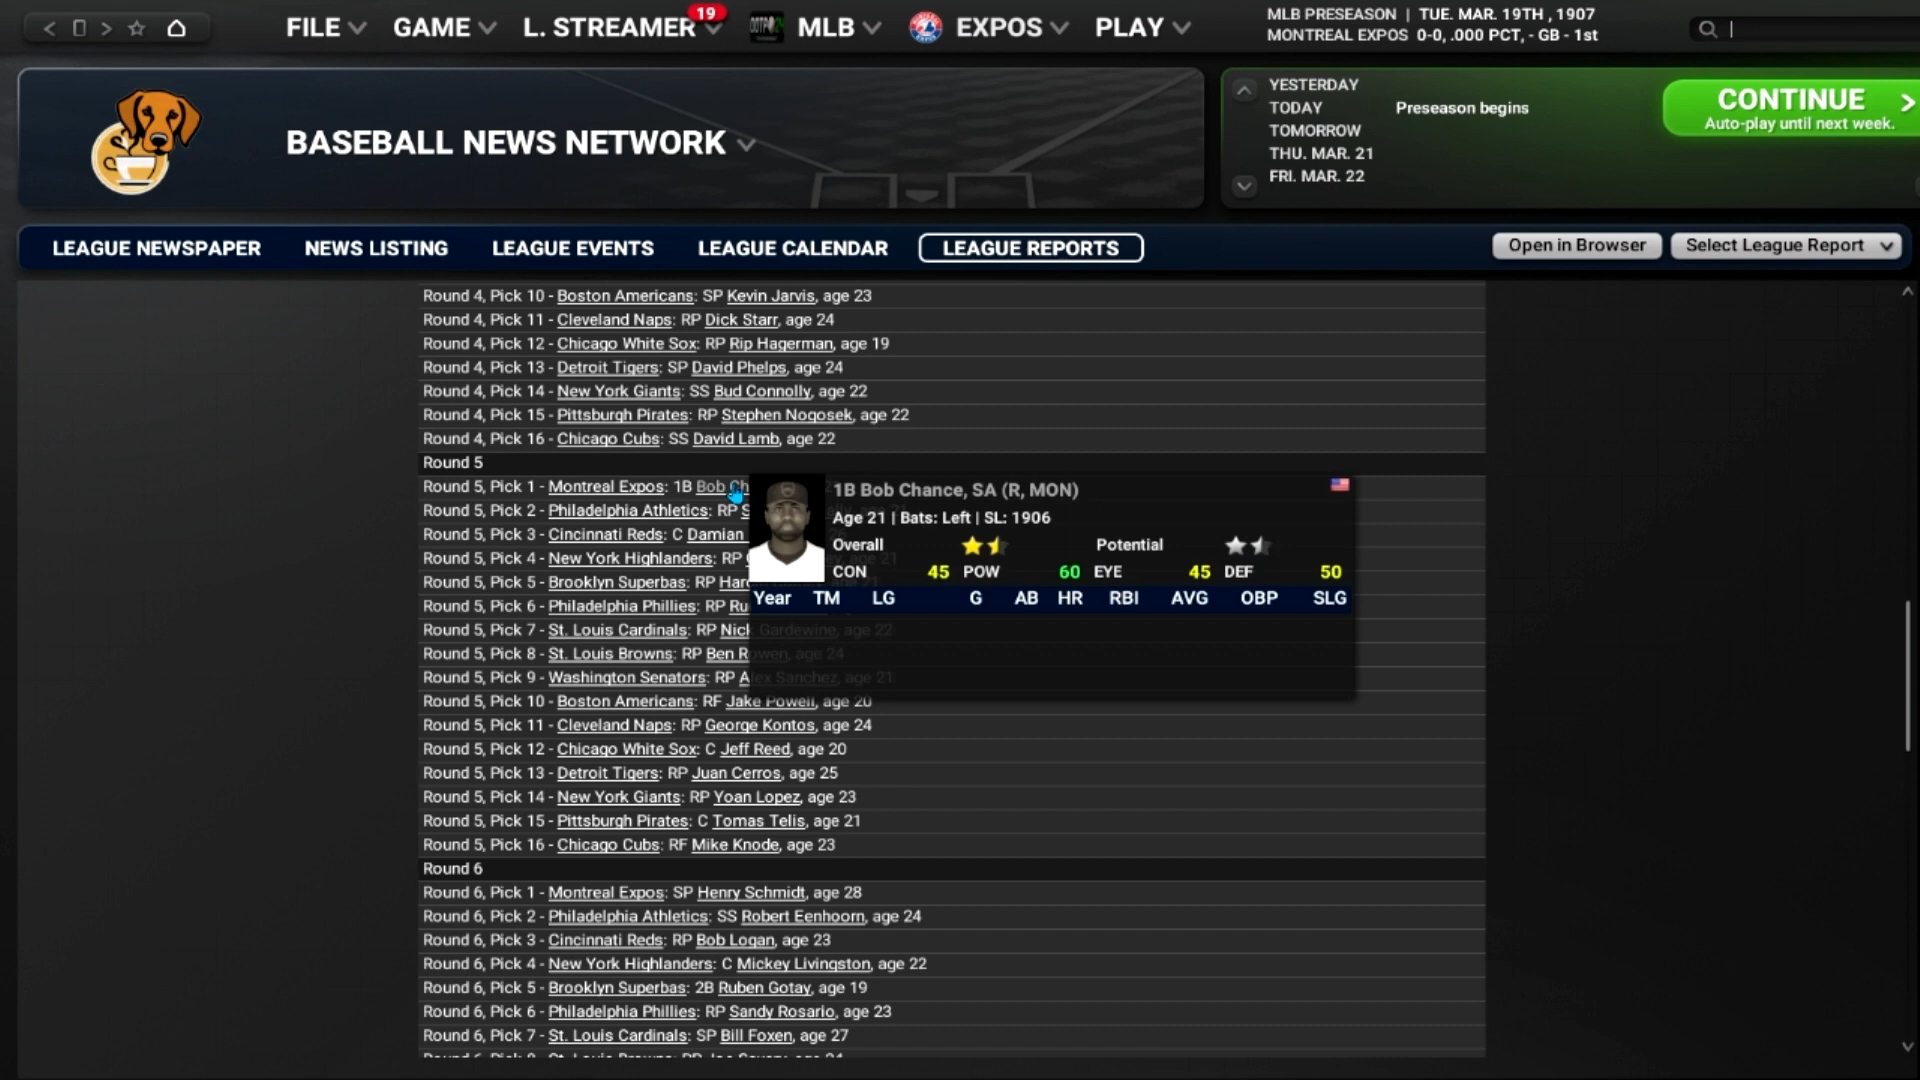 FILE GAME L. STREAMER 19 MLB EXPOS PLAY
MLB PRESEASON | TUE. MAR. 19TH , 1907
MONTREAL EXPOS 0-0, .000 PCT, - GB - 1st
BASEBALL NEWS NETWORK
YESTERDAY
TODAY Preseason begins
TOMORROW
THU. MAR. 21
FRI. MAR. 22
CONTINUE
Auto-play until next week.
LEAGUE NEWSPAPER NEWS LISTING LEAGUE EVENTS LEAGUE CALENDAR LEAGUE REPORTS Open in Browser Select League Report
Round 4, Pick 10 - Boston Americans: SP Kevin Jarvis, age 23
Round 4, Pick 11 - Cleveland Naps: RP Dick Starr, age 24
Round 4, Pick 12 - Chicago White Sox: RP Rip Hagerman, age 19
Round 4, Pick 13 - Detroit Tigers: SP David Phelps, age 24
Round 4, Pick 14 - New York Giants: SS Bud Connolly, age 22
Round 4, Pick 15 - Pittsburgh Pirates: RP Stephen Nogosek, age 22
Round 4, Pick 16 - Chicago Cubs: SS David Lamb, age 22
Round 5
Round 5, Pick 1 - Montreal Expos: 1B Bob
Round 5, Pick 2 - Philadelphia Athletics: RP
Round 5, Pick 3 - Cincinnati Reds: C Damian
Round 5, Pick 4 - New York Highlanders: RP
Round 5, Pick 5 - Brooklyn Superbas: RP
Round 5, Pick 6 - Philadelphia Phillies: RP
Round 5, Pick 7 - St. Louis Cardinals: RP Nick Gardewine, age 22
Round 5, Pick 8 - St. Louis Browns: RP Ben Rowen, age 24
Round 5, Pick 9 - Washington Senators: RP Alex Sanchez, age 21
Round 5, Pick 10 - Boston Americans: RF Jake Powell, age 20
Round 5, Pick 11 - Cleveland Naps: RP George Kontos, age 24
Round 5, Pick 12 - Chicago White Sox: C Jeff Reed, age 20
Round 5, Pick 13 - Detroit Tigers: RP Juan Cerros, age 25
Round 5, Pick 14 - New York Giants: RP Yoan Lopez, age 23
Round 5, Pick 15 - Pittsburgh Pirates: C Tomas Telis, age 21
Round 5, Pick 16 - Chicago Cubs: RF Mike Knode, age 23
Round 6
Round 6, Pick 1 - Montreal Expos: SP Henry Schmidt, age 28
Round 6, Pick 2 - Philadelphia Athletics: SS Robert Eenhoorn, age 24
Round 6, Pick 3 - Cincinnati Reds: RP Bob Logan, age 23
Round 6, Pick 4 - New York Highlanders: C Mickey Livingston, age 22
Round 6, Pick 5 - Brooklyn Superbas: 2B Ruben Gotay, age 19
Round 6, Pick 6 - Philadelphia Phillies: RP Sandy Rosario, age 23
Round 6, Pick 7 - St. Louis Cardinals: SP Bill Foxen, age 27
1B Bob Chance, SA (R, MON)
Age 21 | Bats: Left | SL: 1906
Overall Potential
CON 45 POW 60 EYE 45 DEF 50
Year TM LG G AB HR RBI AVG OBP SLG